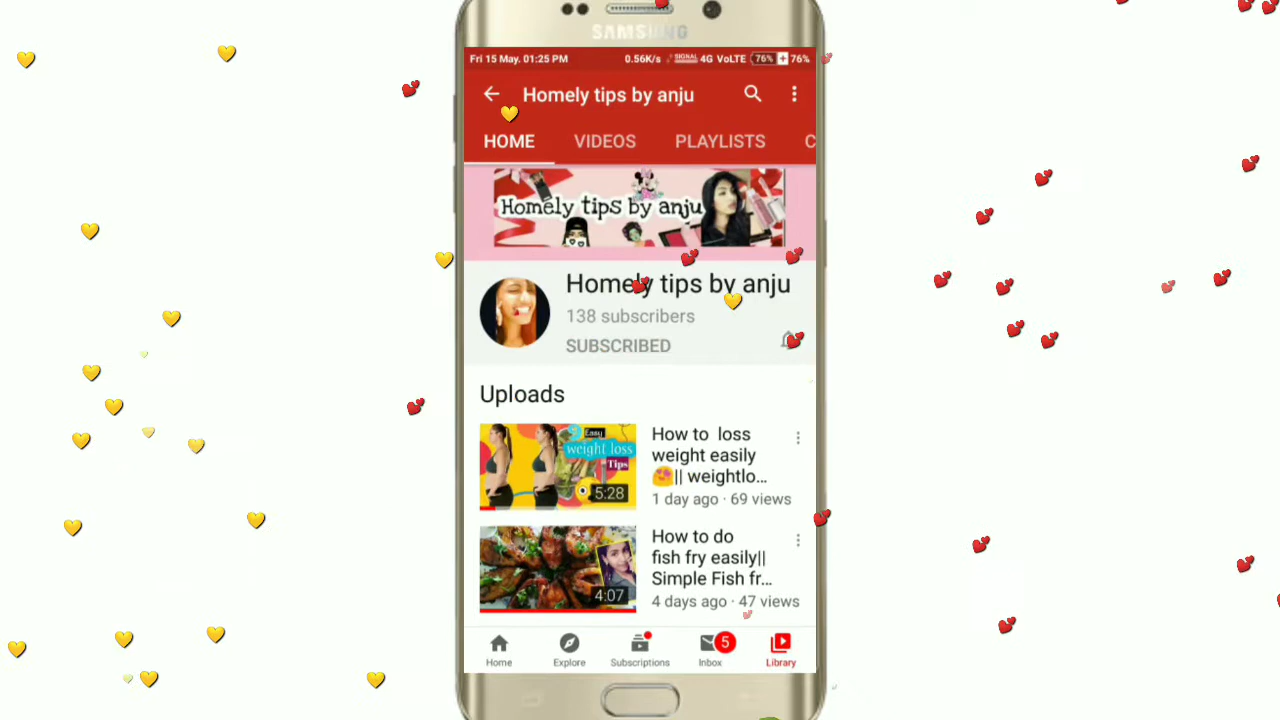 SAMSUNG
Fri 15 May. 01:25 PM 0.56K/s SIGNAL 4G VoLTE 76% 76%
Homely tips by anju
HOME VIDEOS PLAYLISTS C
Homely tips by anju
Homely tips by anju
138 subscribers
SUBSCRIBED
Uploads
Easy
weight loss
Tips
5:28
How to loss
weight easily
😍|| weightlo...
1 day ago · 69 views
4:07
How to do
fish fry easily||
Simple Fish fr...
4 days ago · 47 views
5
Home Explore Subscriptions Inbox Library